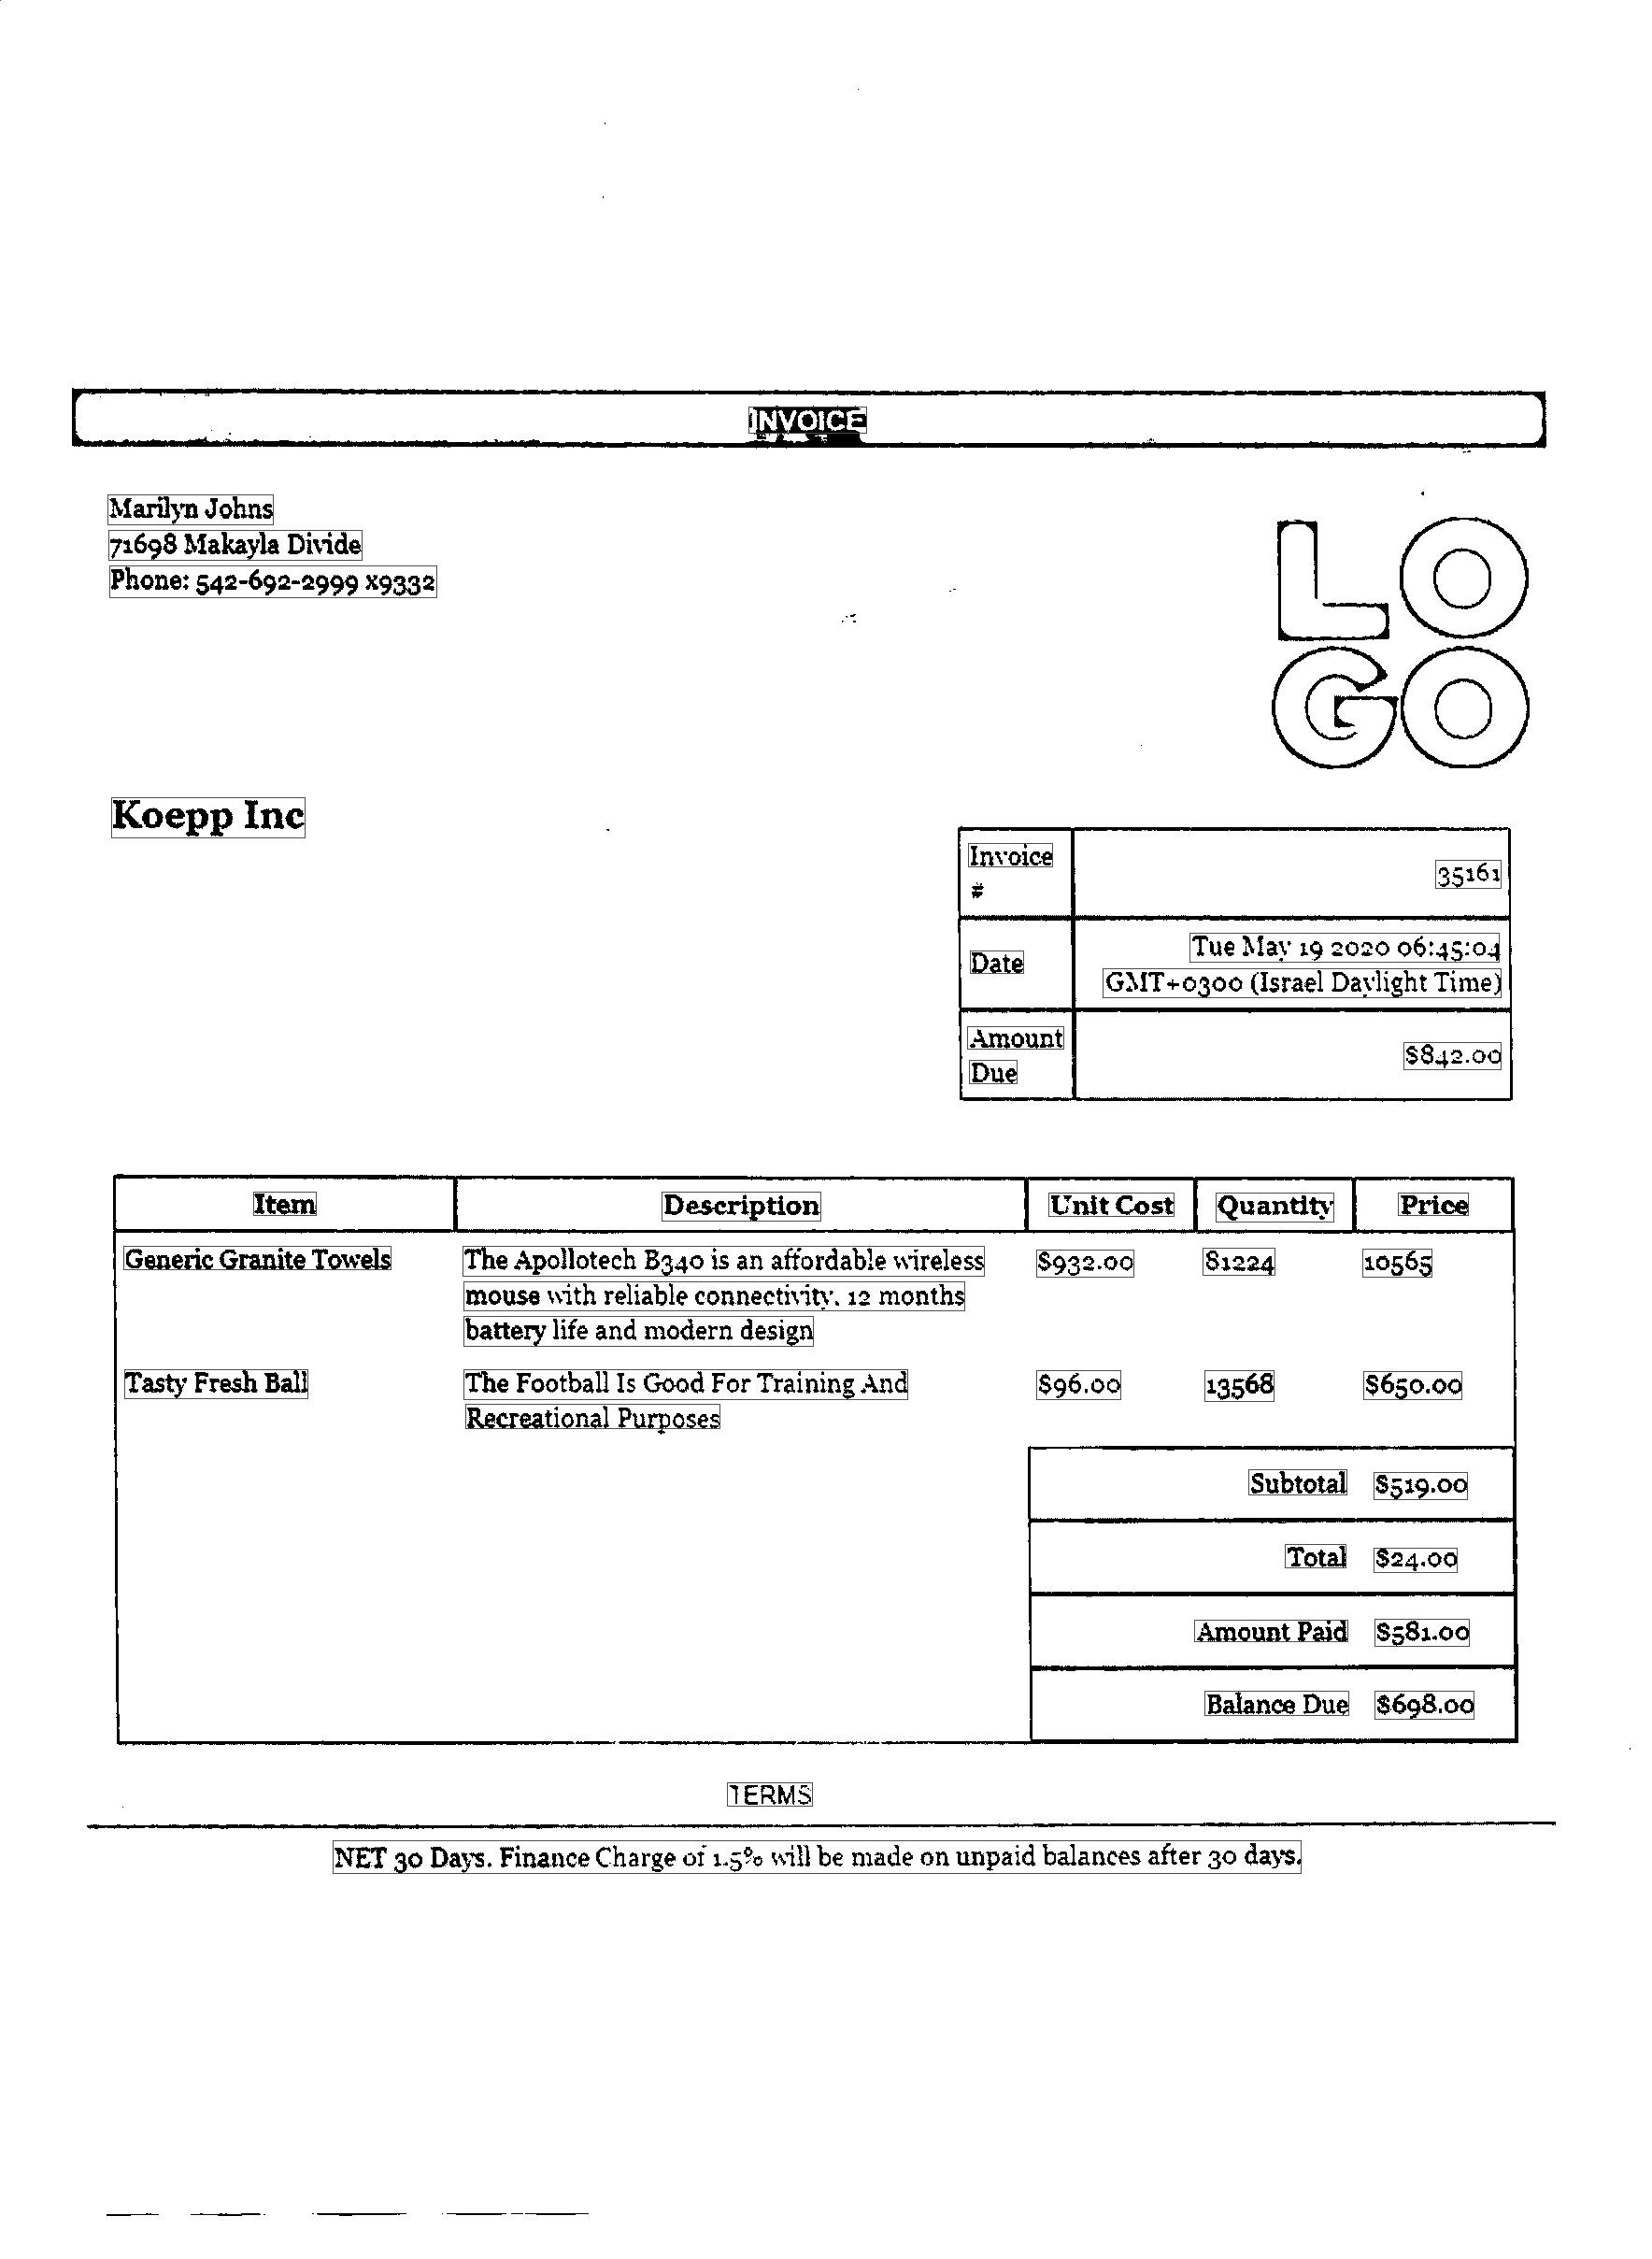 INVOICE
Marilyn Johns
71698 Makayla Divide
Phone: 542-692-2999 x9332
LO
GO
Koepp Inc
Invoice
#
35161
Date
Tue May 19 2020 06:45:04
GMT+0300 (Israel Daylight Time)
Amount
Due
$842.00
Item Description Unit Cost Quantity Price
Generic Granite Towels The Apollotech B340 is an affordable wireless $932.00 81224 10565
mouse with reliable connectivity, 12 months
battery life and modern design
Tasty Fresh Ball The Football Is Good For Training And $96.00 13568 $650.00
Recreational Purposes
Subtotal $519.00
Total $24.00
Amount Paid $581.00
Balance Due $698.00
TERMS
NET 30 Days. Finance Charge of 1.5% will be made on unpaid balances after 30 days.